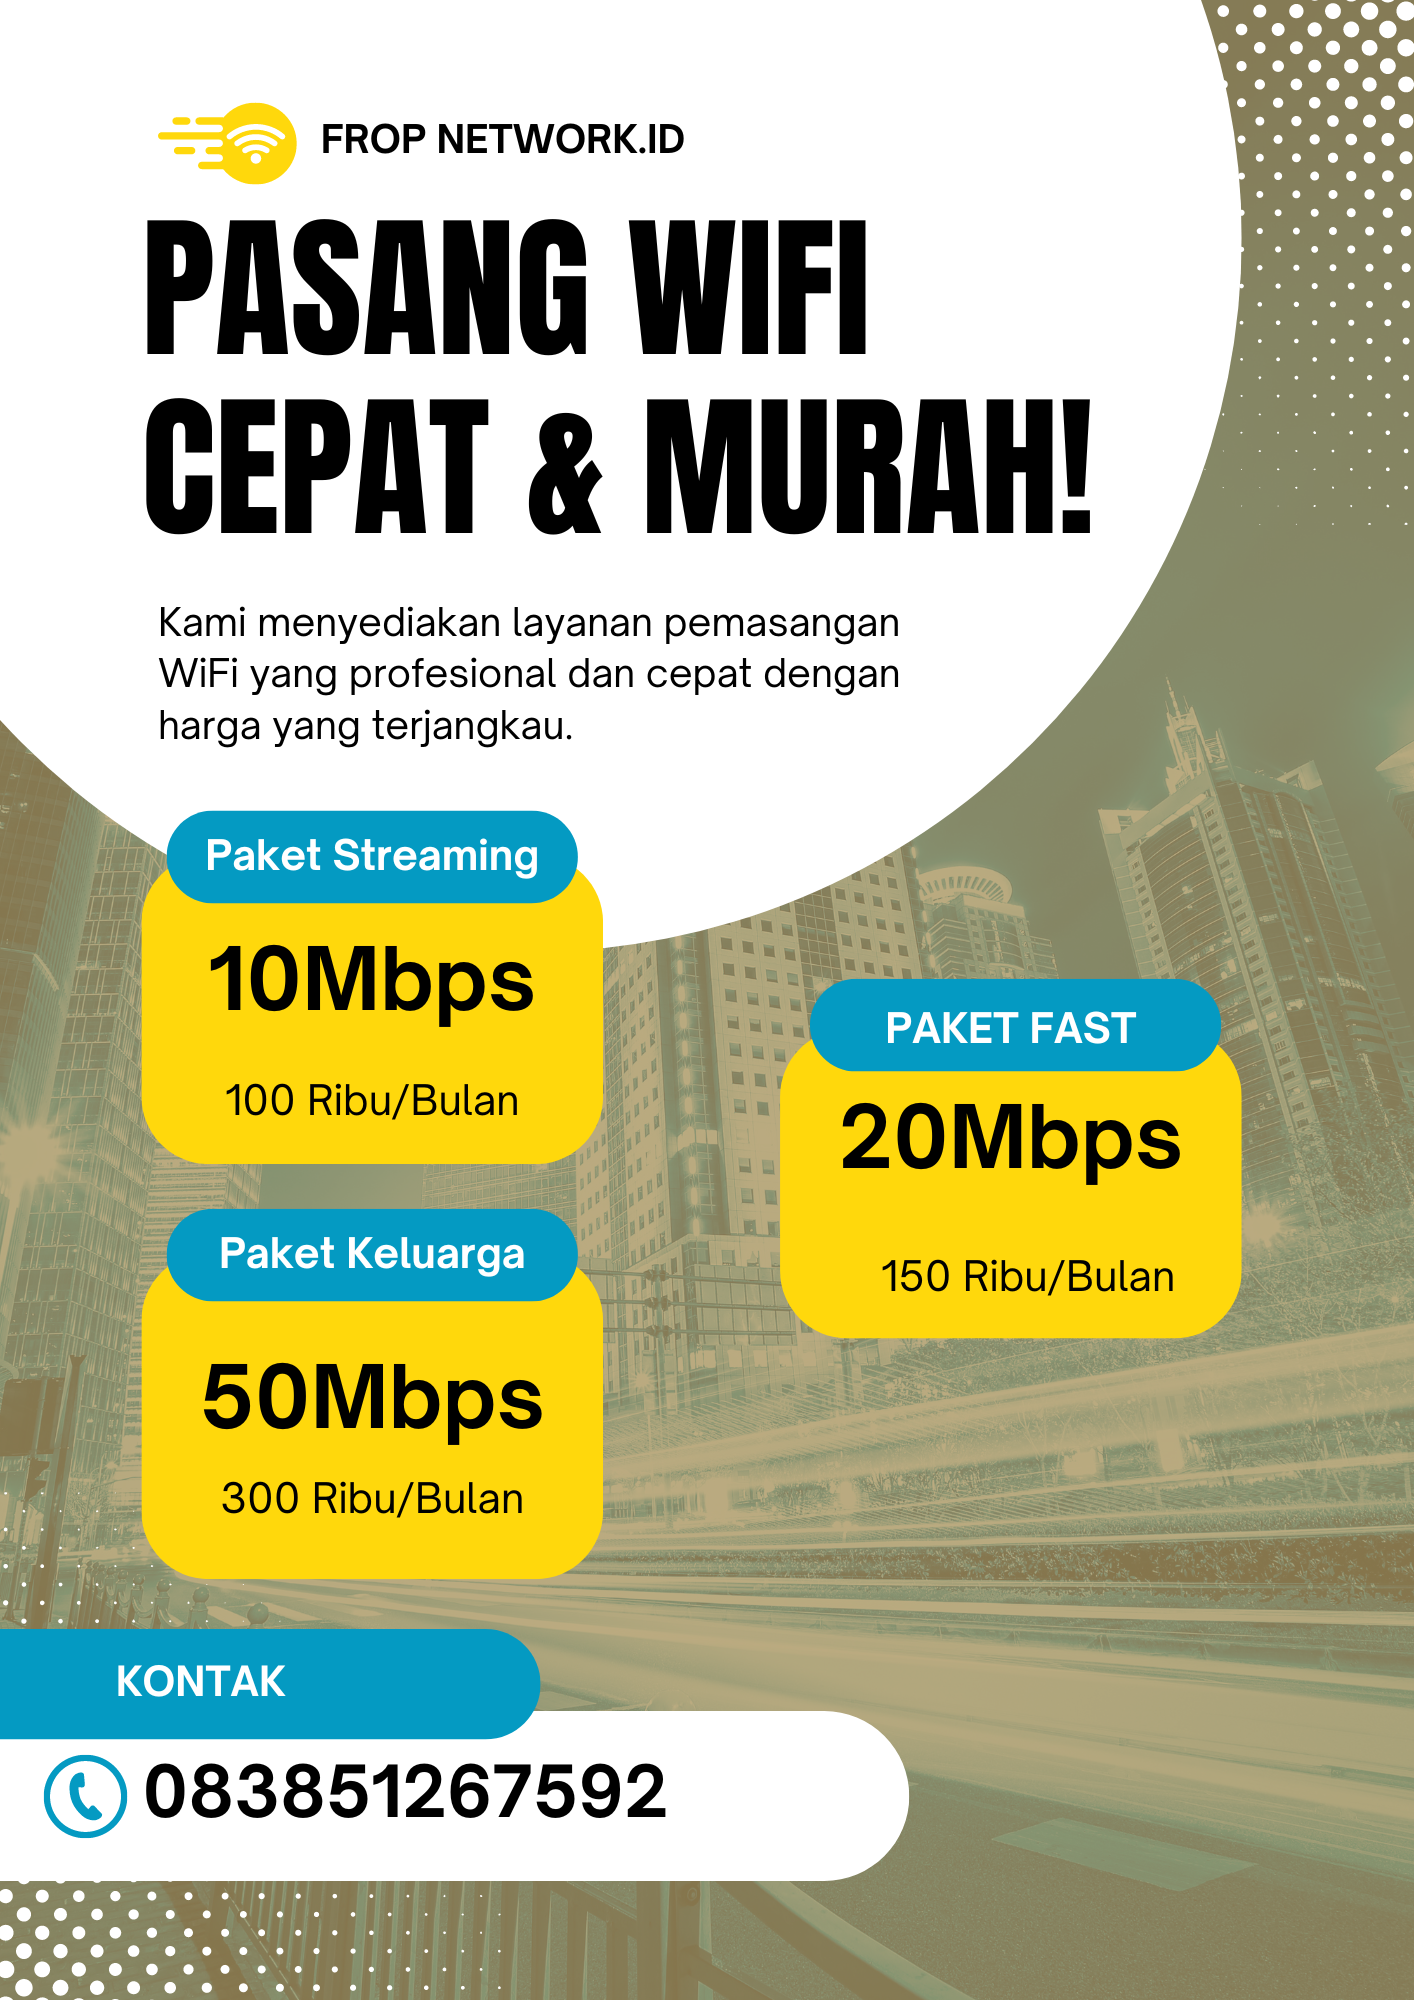 FROP NETWORK.ID
PASANG WIFI
CEPAT & MURAH!
Kami menyediakan layanan pemasangan
WiFi yang profesional dan cepat dengan
harga yang terjangkau.
Paket Streaming
10Mbps
100 Ribu/Bulan
PAKET FAST
20Mbps
150 Ribu/Bulan
Paket Keluarga
50Mbps
300 Ribu/Bulan
KONTAK
083851267592